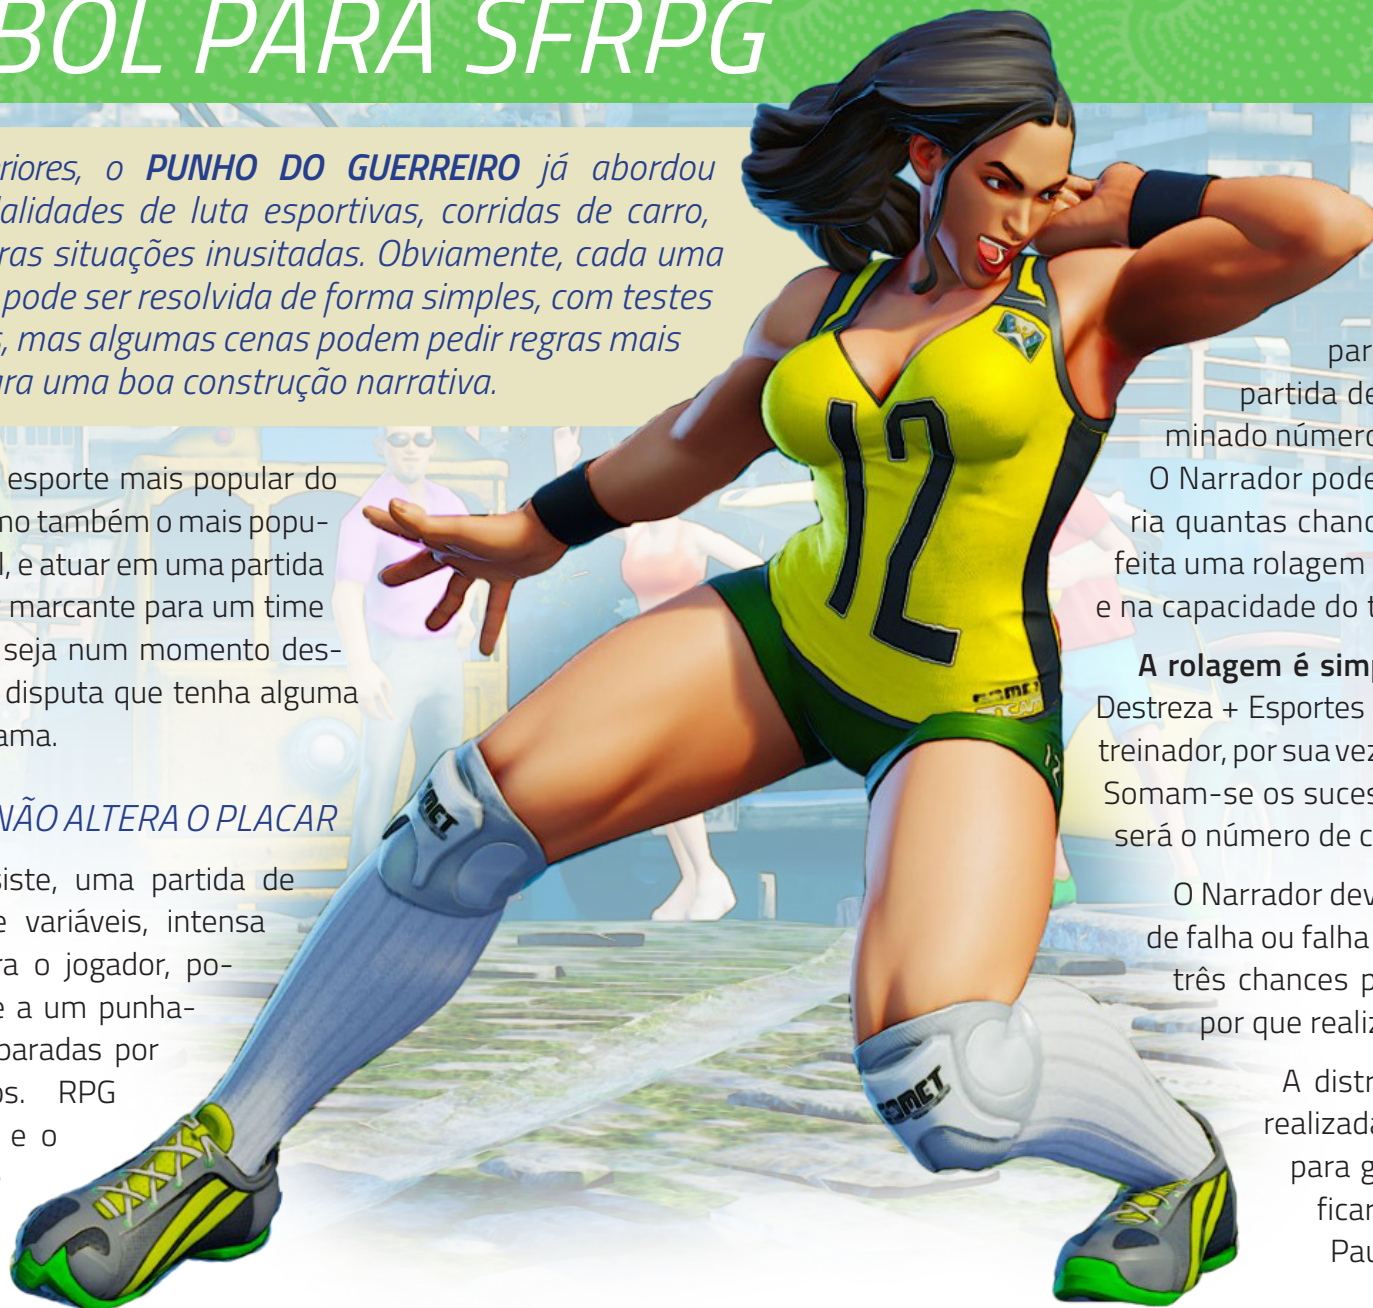 BOL PARA SFRPG
riores, o PUNHO DO GUERREIRO já abordou
alidades de luta esportivas, corridas de carro,
ras situações inusitadas. Obviamente, cada uma
pode ser resolvida de forma simples, com testes
s, mas algumas cenas podem pedir regras mais
ara uma boa construção narrativa.
esporte mais popular do
mo também o mais popu-
l, e atuar em uma partida
marcante para um time
seja num momento des-
disputa que tenha alguma
ama.
NÃO ALTERA O PLACAR
siste, uma partida de
e variáveis, intensa
ra o jogador, po-
e a um punha-
paradas por
os. RPG
e o
12
COMET
COMET
12
par
partida de
minado número
O Narrador pode
ria quantas chanc
feita uma rolagem
e na capacidade do t
A rolagem é simp
Destreza + Esportes
treinador, por sua vez
Somam-se os suces
será o número de c
O Narrador dev
de falha ou falha
três chances p
por que realiz
A distr
realizada
para g
ficar
Pau